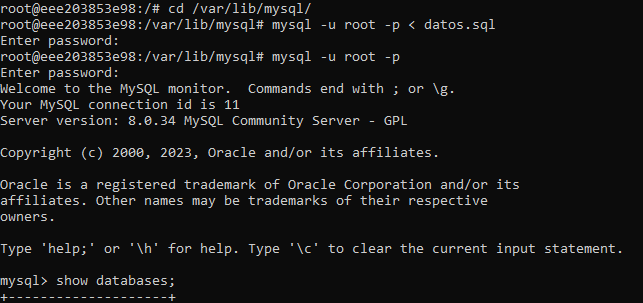 root@eee203853e98:/# cd /var/lib/mysql/
root@eee203853e98:/var/lib/mysql# mysql -u root -p < datos.sql
Enter password:
root@eee203853e98:/var/lib/mysql# mysql -u root -p
Enter password:
Welcome to the MySQL monitor.  Commands end with ; or \g.
Your MySQL connection id is 11
Server version: 8.0.34 MySQL Community Server - GPL
Copyright (c) 2000, 2023, Oracle and/or its affiliates.
Oracle is a registered trademark of Oracle Corporation and/or its
affiliates. Other names may be trademarks of their respective
owners.
Type 'help;' or '\h' for help. Type '\c' to clear the current input statement.
mysql> show databases;
+--------------------+